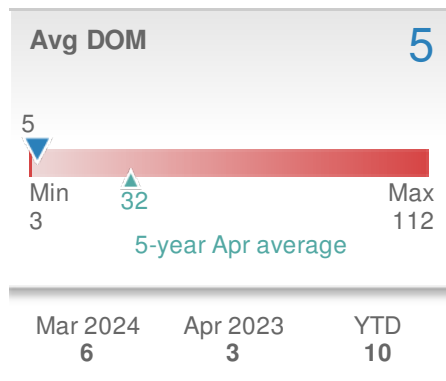 Avg DOM 5
5
Min 32 Max
3 112
5-year Apr average
Mar 2024 Apr 2023 YTD
6 3 10